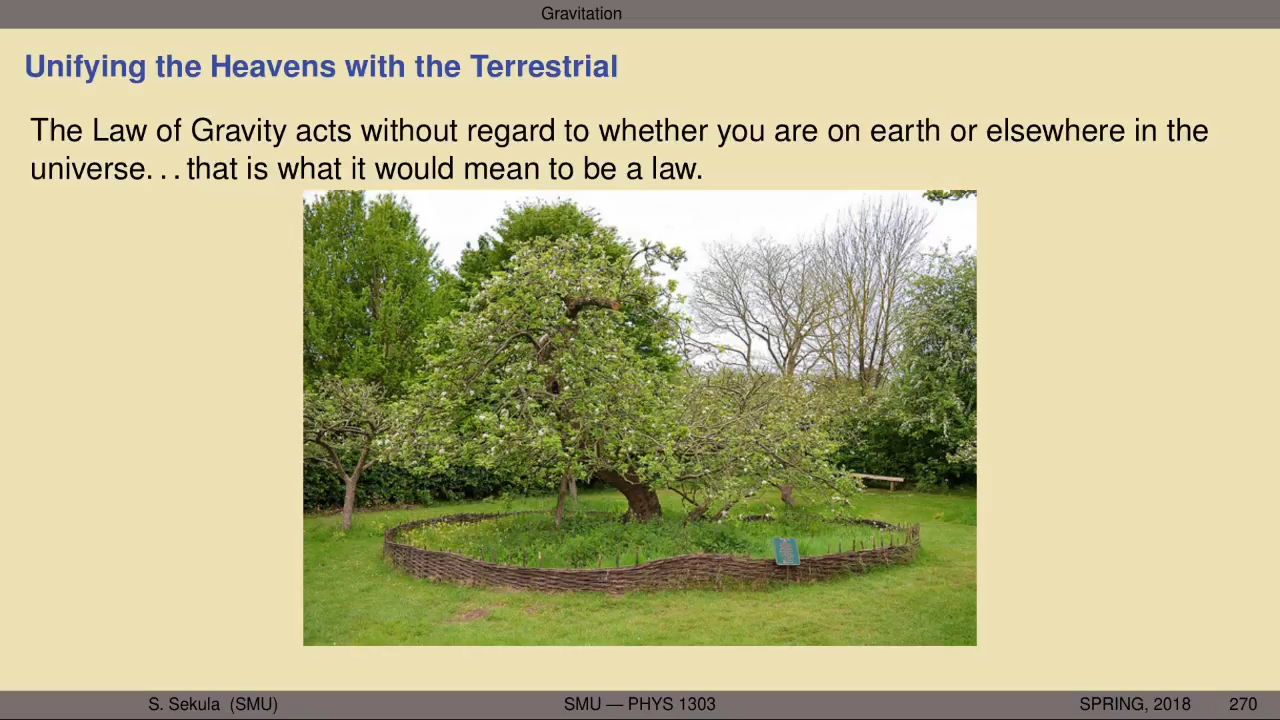 Gravitation
Unifying the Heavens with the Terrestrial
The Law of Gravity acts without regard to whether you are on earth or elsewhere in the
universe. . . that is what it would mean to be a law.
S. Sekula (SMU) SMU — PHYS 1303 SPRING, 2018 270